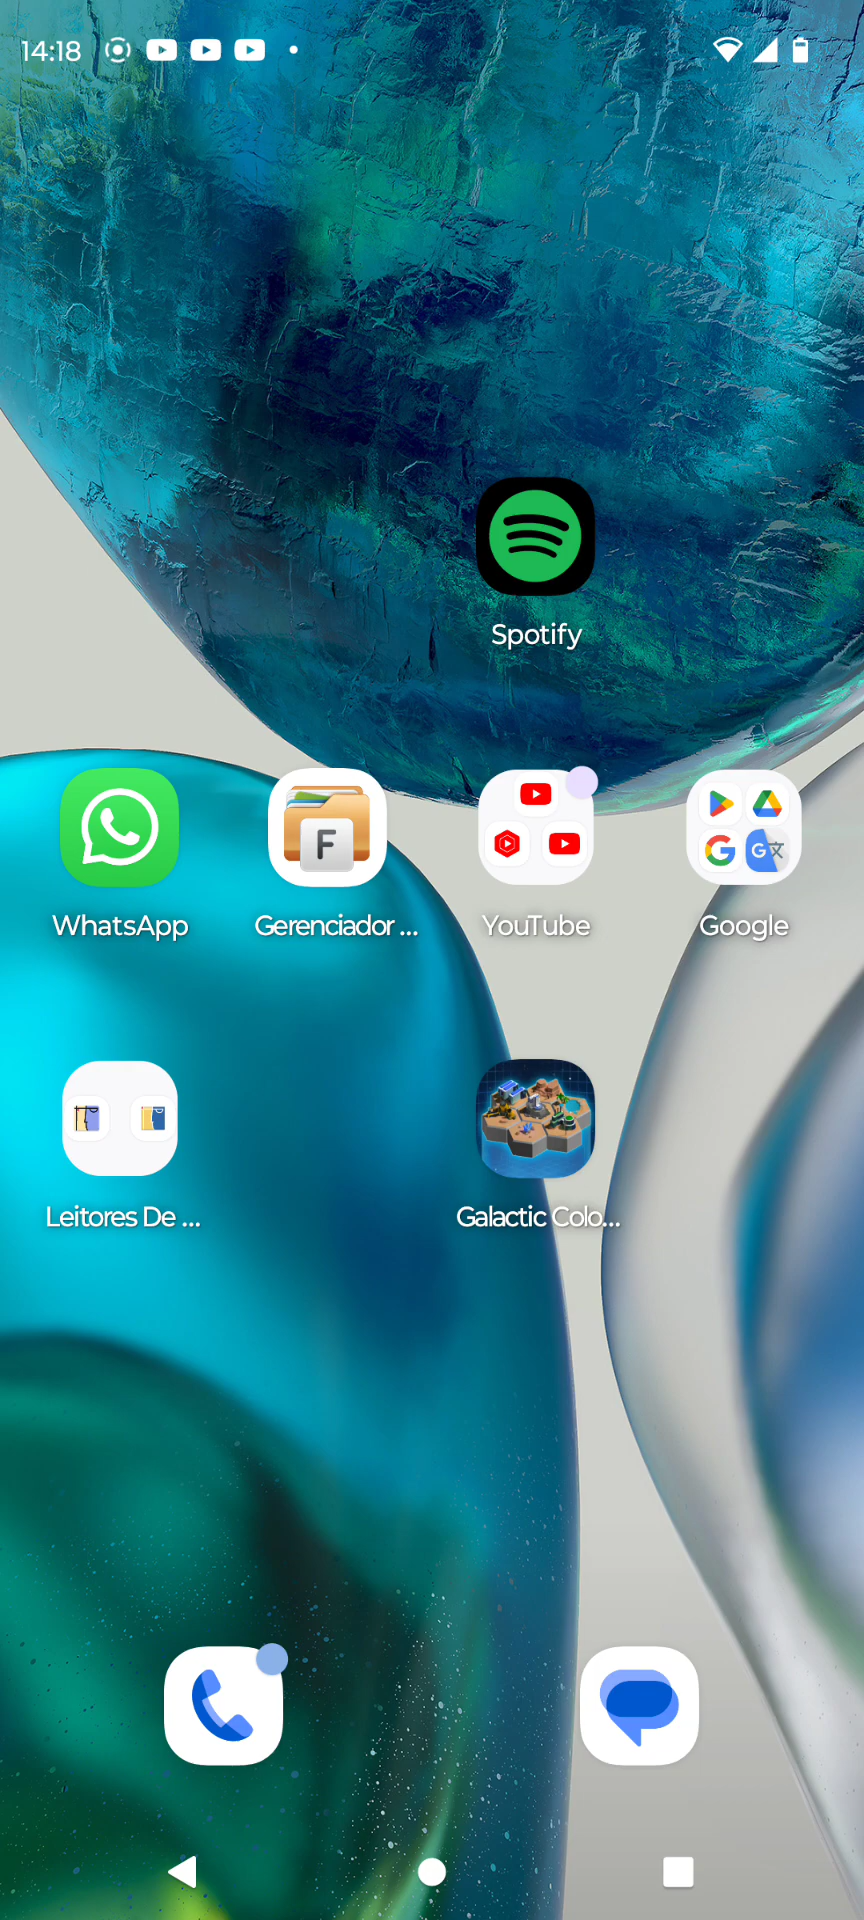 14:18
Spotify
WhatsApp
Gerenciador ...
YouTube
Google
Leitores De ...
Galactic Colo...